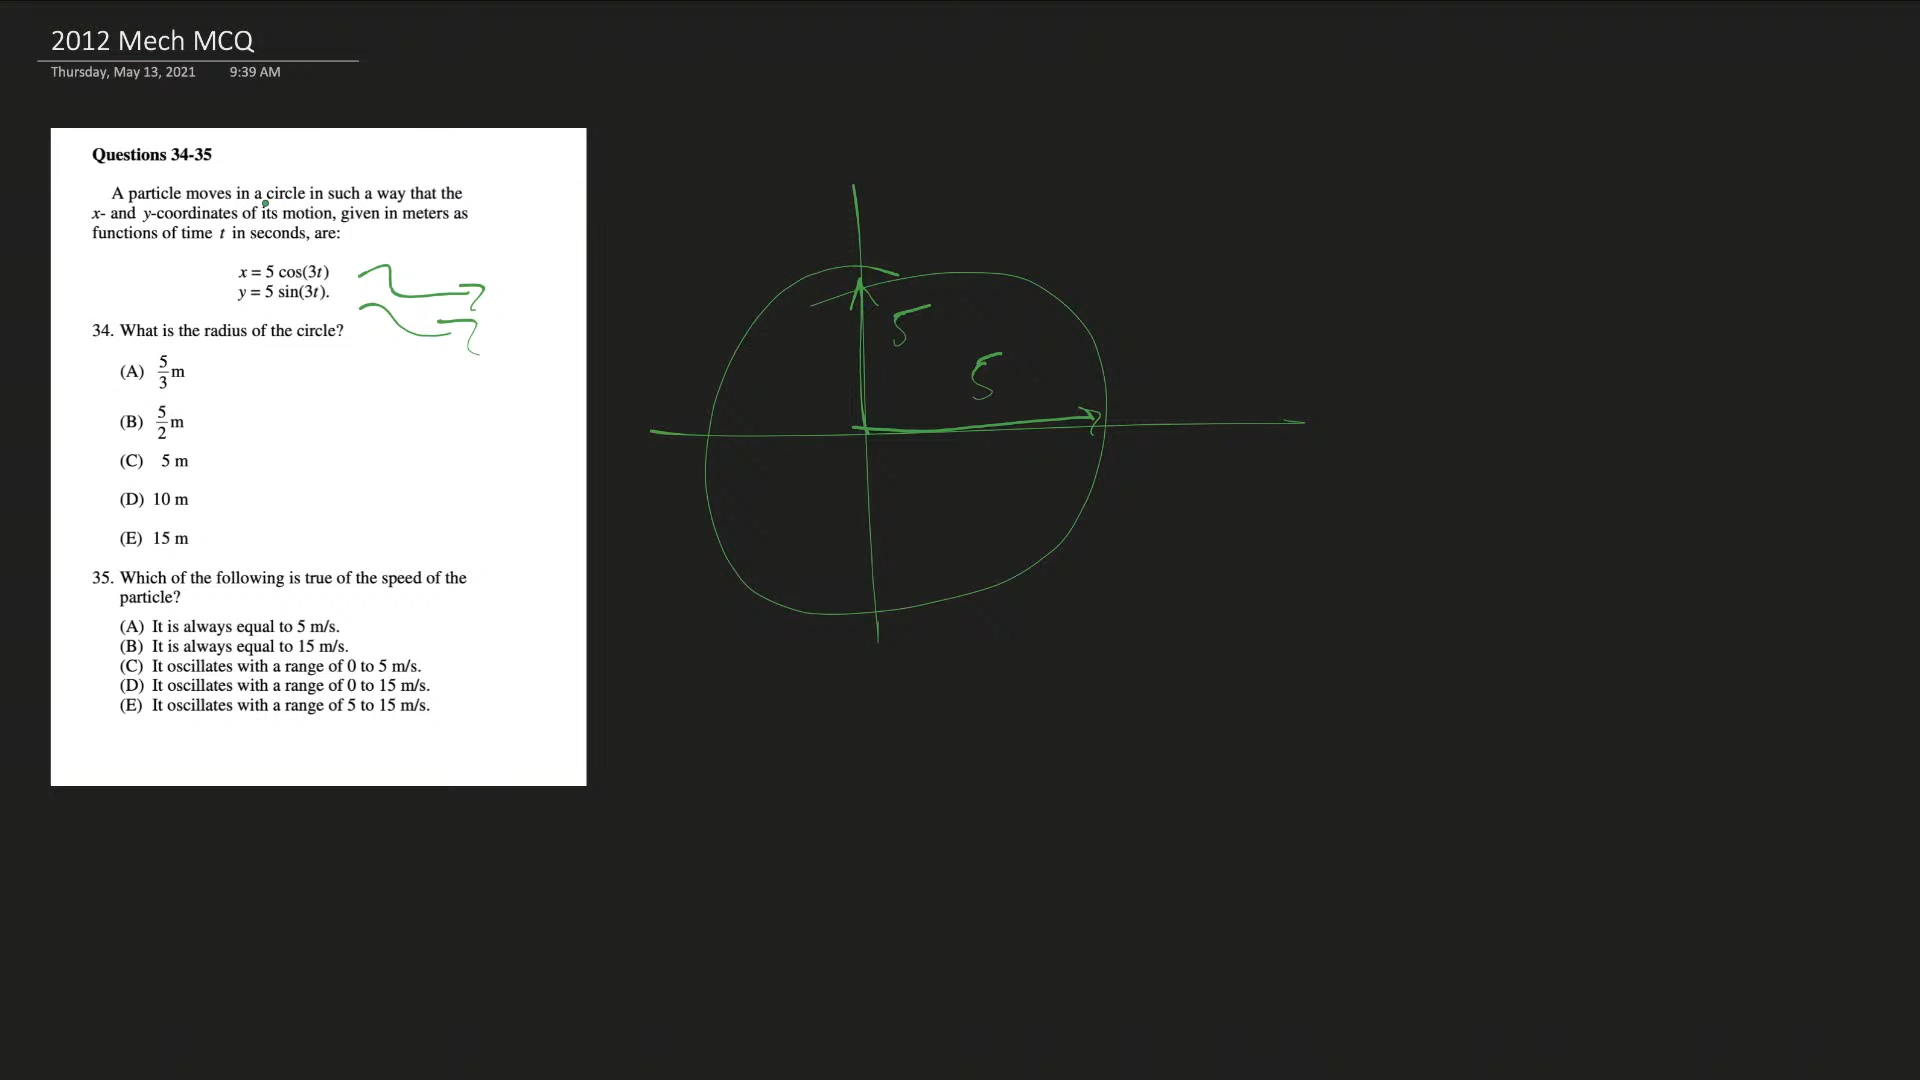 2012 Mech MCQ
Thursday, May 13, 2021 9:39 AM
Questions 34-35
A particle moves in a circle in such a way that the
x- and y-coordinates of its motion, given in meters as
functions of time t in seconds, are:
x = 5 cos(3t)
y = 5 sin(3t).
34. What is the radius of the circle?
(A) 5/3 m
(B) 5/2 m
(C) 5 m
(D) 10 m
(E) 15 m
35. Which of the following is true of the speed of the
particle?
(A) It is always equal to 5 m/s.
(B) It is always equal to 15 m/s.
(C) It oscillates with a range of 0 to 5 m/s.
(D) It oscillates with a range of 0 to 15 m/s.
(E) It oscillates with a range of 5 to 15 m/s.
5
5